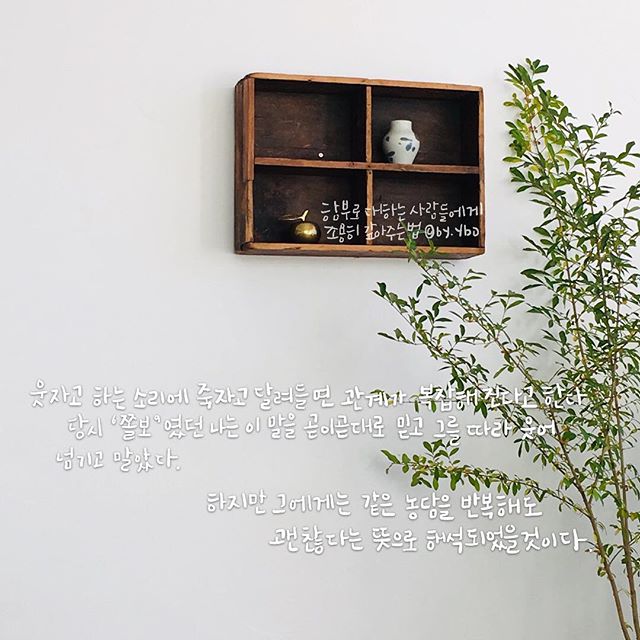 함부로 대하는 사람들에게
조용히 갚아주는 법 @by.ybo
웃자고 하는 소리에 죽자고 달려들면 관계가 복잡해진다고 한다
당시 "쫄보"였던 나는 이 말을 곧이곧대로 믿고 그를 따라 웃어
넘기고 말았다.
하지만 그에게는 같은 농담을 반복해도
괜찮다는 뜻으로 해석되었을것이다